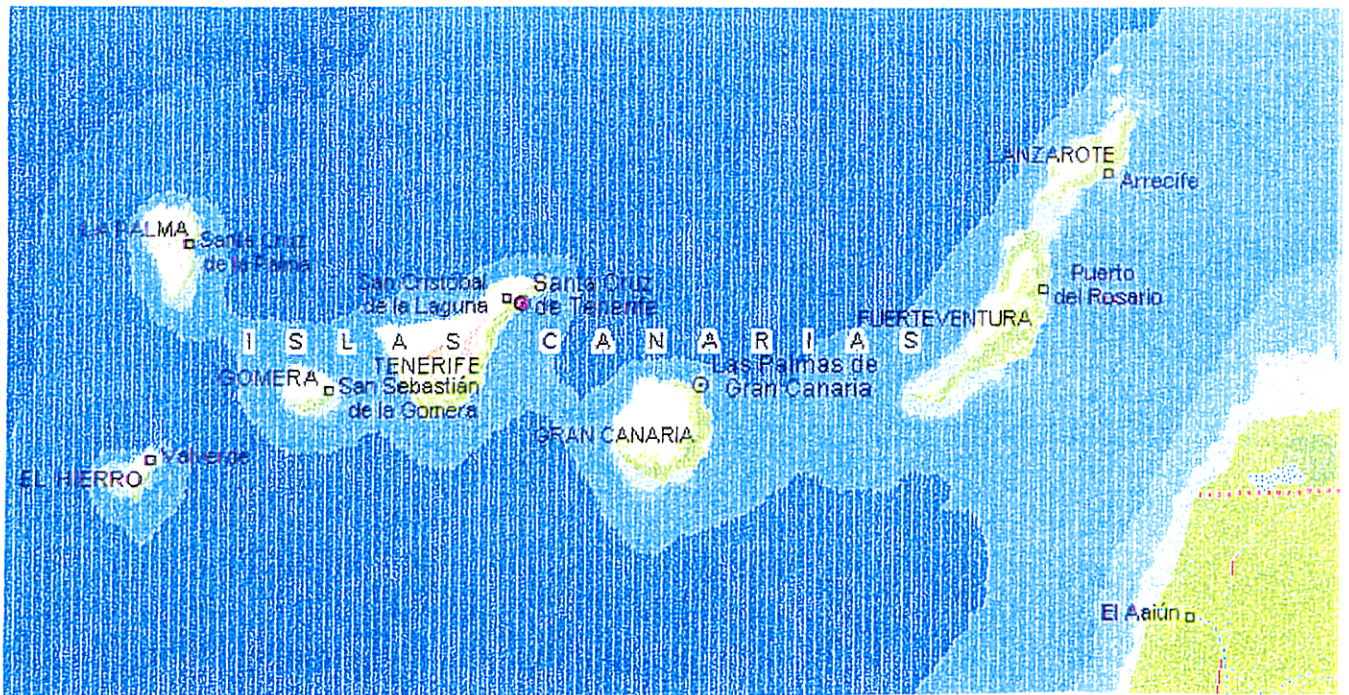 LANZAROTE
Arrecife
LA PALMA
Santa Cruz
de la Palma
San Cristóbal
de la Laguna
Santa Cruz
de Tenerife
Puerto
del Rosario
FUERTEVENTURA
ISLAS CANARIAS
TENERIFE
GOMERA
San Sebastián
de la Gomera
Las Palmas de
Gran Canaria
GRAN CANARIA
Valverde
EL HIERRO
El Aaiún